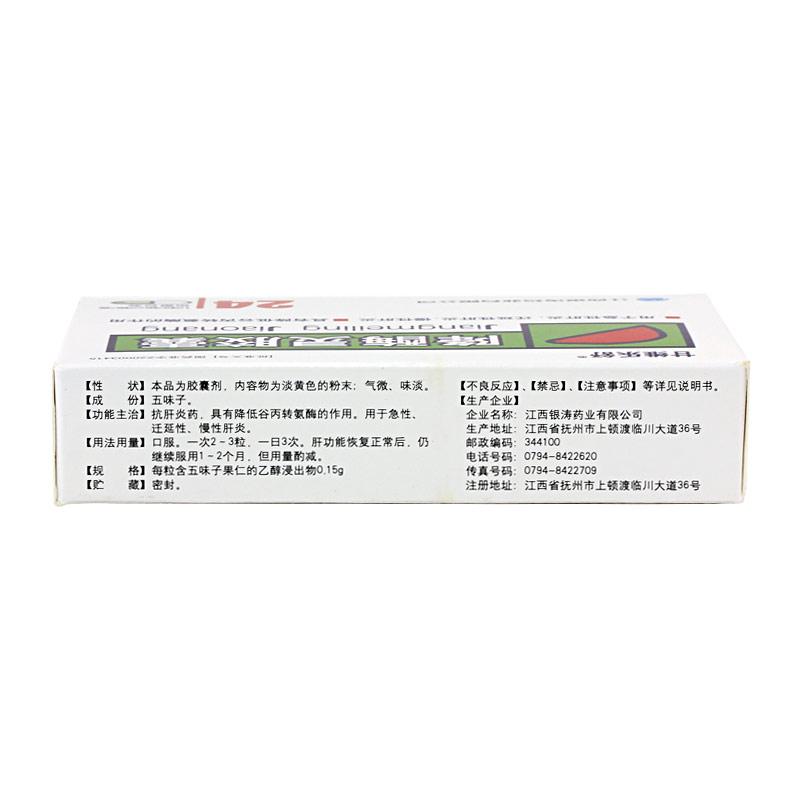 24
Jiangmeiling Jiaonang
降酶灵胶囊
甘维乐舒®
【性　状】本品为胶囊剂，内容物为淡黄色的粉末；气微、味淡。
【成　份】五味子。
【功能主治】抗肝炎药，具有降低谷丙转氨酶的作用。用于急性、
迁延性、慢性肝炎。
【用法用量】口服。一次2～3粒，一日3次。肝功能恢复正常后，仍
继续服用1～2个月，但用量酌减。
【规　格】每粒含五味子果仁的乙醇浸出物0.15g
【贮　藏】密封。
【不良反应】、【禁忌】、【注意事项】等详见说明书。
【生产企业】
企业名称：江西银涛药业有限公司
生产地址：江西省抚州市上顿渡临川大道36号
邮政编码：344100
电话号码：0794-8422620
传真号码：0794-8422709
注册地址：江西省抚州市上顿渡临川大道36号